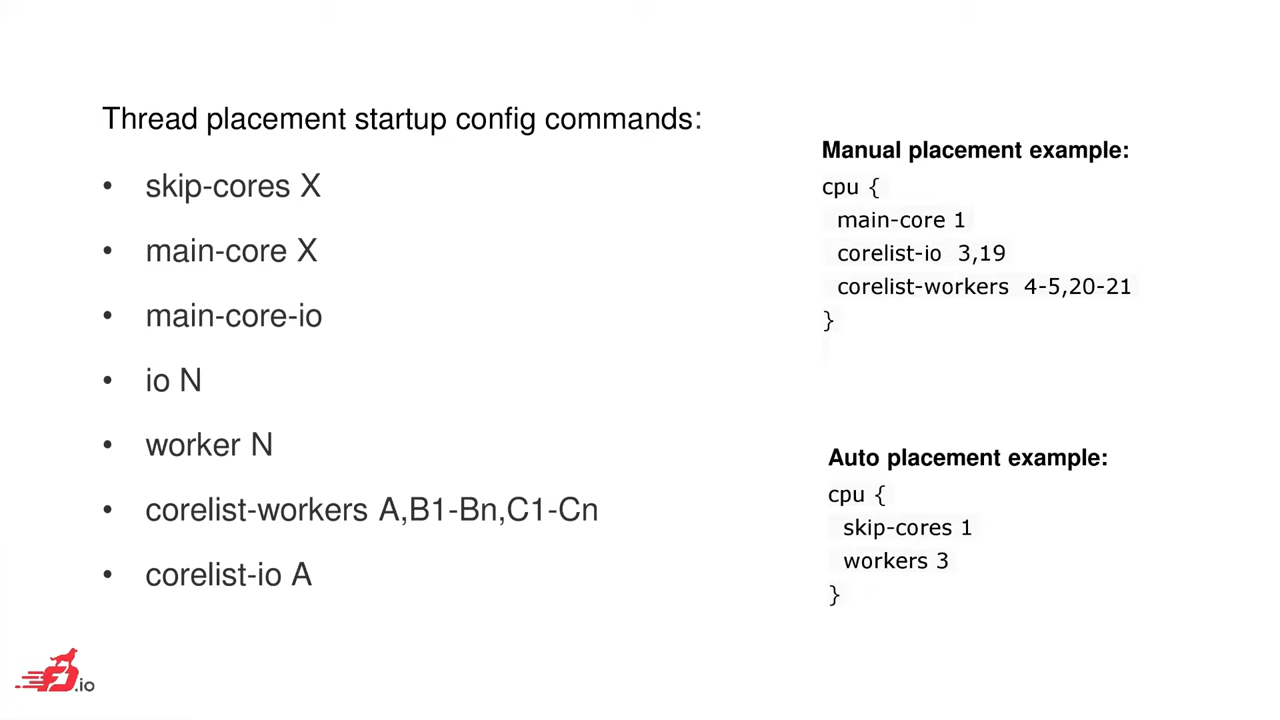 Thread placement startup config commands:
• skip-cores X
• main-core X
• main-core-io
• io N
• worker N
• corelist-workers A,B1-Bn,C1-Cn
• corelist-io A
Manual placement example:
cpu {
main-core 1
corelist-io 3,19
corelist-workers 4-5,20-21
}
Auto placement example:
cpu {
skip-cores 1
workers 3
}
.io